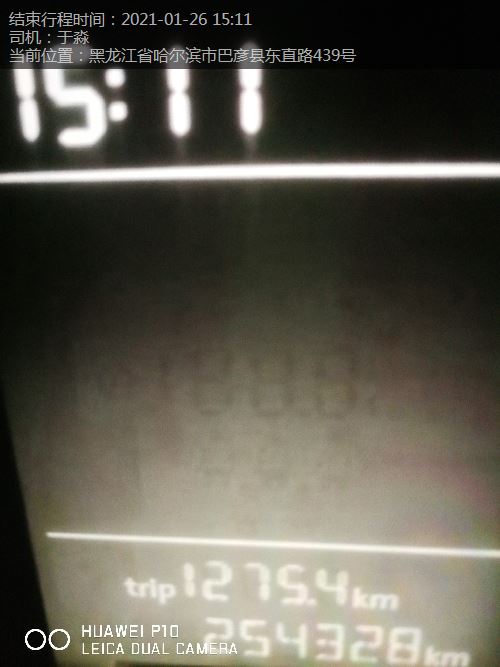 结束行程时间：2021-01-26 15:11
司机：于淼
当前位置：黑龙江省哈尔滨市巴彦县东直路439号
15:11
trip 1275.4 km
254328 km
HUAWEI P10
LEICA DUAL CAMERA